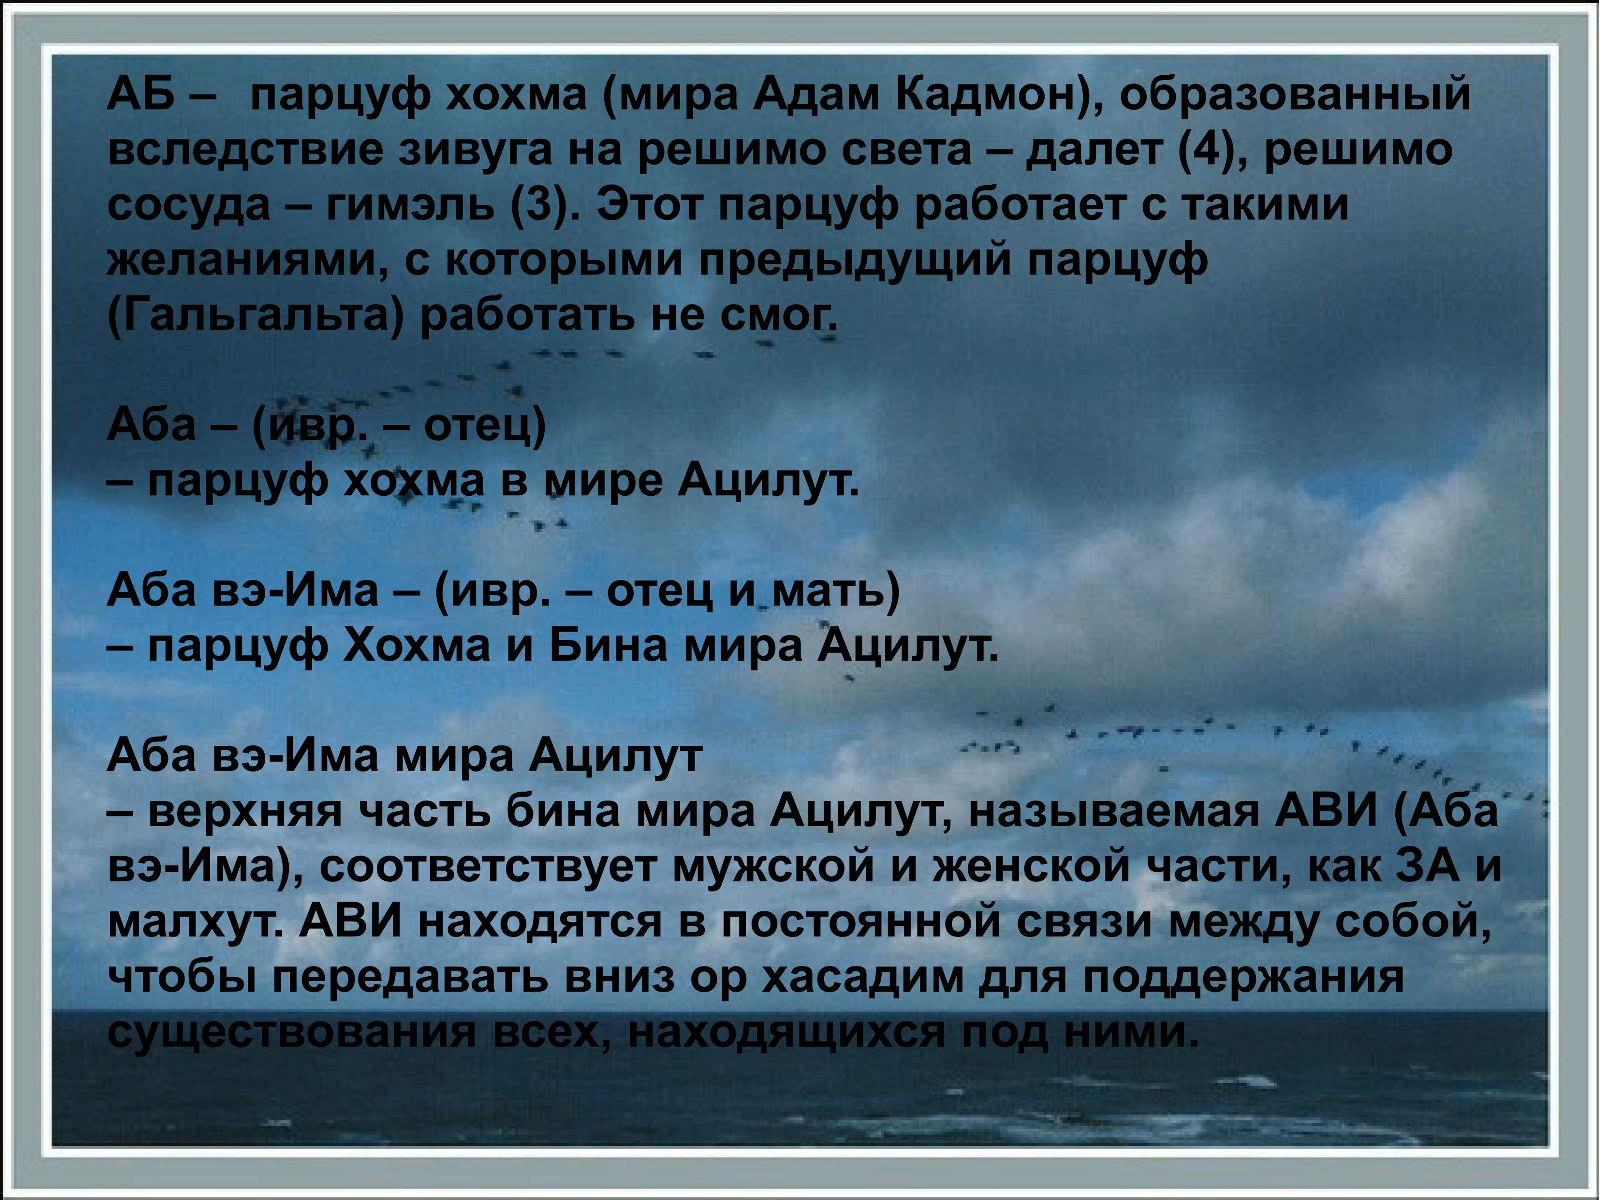 АБ – парцуф хохма (мира Адам Кадмон), образованный
вследствие зивуга на решимо света – далет (4), решимо
сосуда – гимэль (3). Этот парцуф работает с такими
желаниями, с которыми предыдущий парцуф
(Гальгальта) работать не смог.
Аба – (ивр. – отец)
– парцуф хохма в мире Ацилут.
Аба вэ-Има – (ивр. – отец и мать)
– парцуф Хохма и Бина мира Ацилут.
Аба вэ-Има мира Ацилут
– верхняя часть бина мира Ацилут, называемая АВИ (Аба
вэ-Има), соответствует мужской и женской части, как ЗА и
малхут. АВИ находятся в постоянной связи между собой,
чтобы передавать вниз ор хасадим для поддержания
существования всех, находящихся под ними.